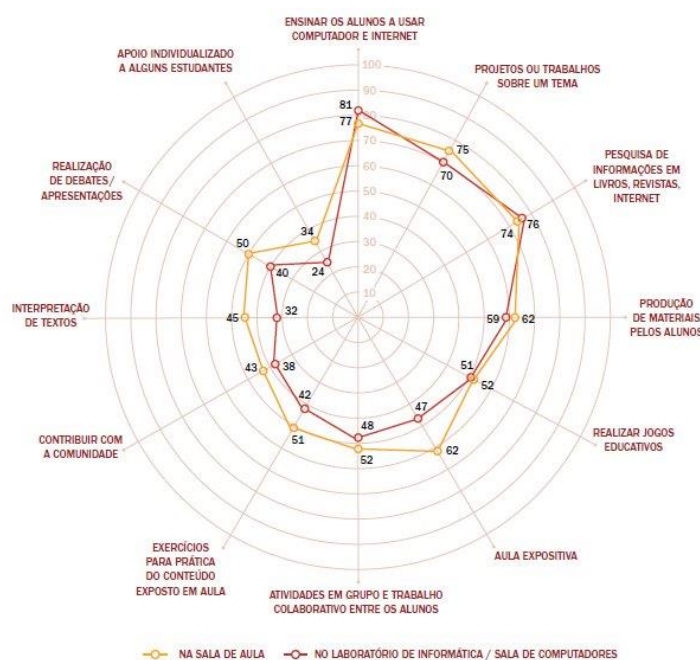 ENSINAR OS ALUNOS A USAR
COMPUTADOR E INTERNET
PROJETOS OU TRABALHOS
SOBRE UM TEMA
PESQUISA DE
INFORMAÇÕES EM
LIVROS, REVISTAS,
INTERNET
PRODUÇÃO
DE MATERIAIS
PELOS ALUNOS
REALIZAR JOGOS
EDUCATIVOS
AULA EXPOSITIVA
ATIVIDADES EM GRUPO E TRABALHO
COLABORATIVO ENTRE OS ALUNOS
EXERCÍCIOS
PARA PRÁTICA
DO CONTEÚDO
EXPOSTO EM AULA
CONTRIBUIR COM
A COMUNIDADE
INTERPRETAÇÃO
DE TEXTOS
REALIZAÇÃO
DE DEBATES/
APRESENTAÇÕES
APOIO INDIVIDUALIZADO
A ALGUNS ESTUDANTES
100
90
80
70
60
50
40
30
20
10
81
77
75
70
76
74
59
62
51
52
47
62
48
52
42
51
38
43
32
45
40
50
24
34
NA SALA DE AULA
NO LABORATÓRIO DE INFORMÁTICA / SALA DE COMPUTADORES